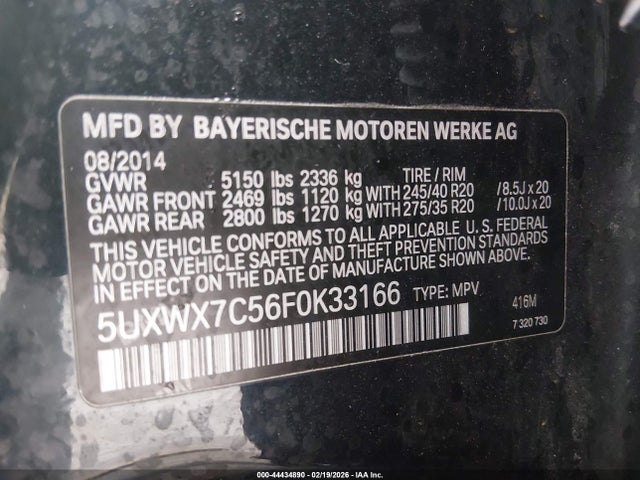 MFD BY BAYERISCHE MOTOREN WERKE AG
08/2014 TIRE / RIM
GVWR 5150 lbs 2336 kg
GAWR FRONT 2469 lbs 1120 kg WITH 245/40 R20 / 8.5J x 20
GAWR REAR 2800 lbs 1270 kg WITH 275/35 R20 / 10.0J x 20
THIS VEHICLE CONFORMS TO ALL APPLICABLE U. S. FEDERAL
MOTOR VEHICLE SAFETY AND THEFT PREVENTION STANDARDS
IN EFFECT ON THE DATE OF MANUFACTURE SHOWN ABOVE.
5UXWX7C56F0K33166 TYPE: MPV 416M
7 320 730
000-44434890 - 02/19/2026 - IAA Inc.